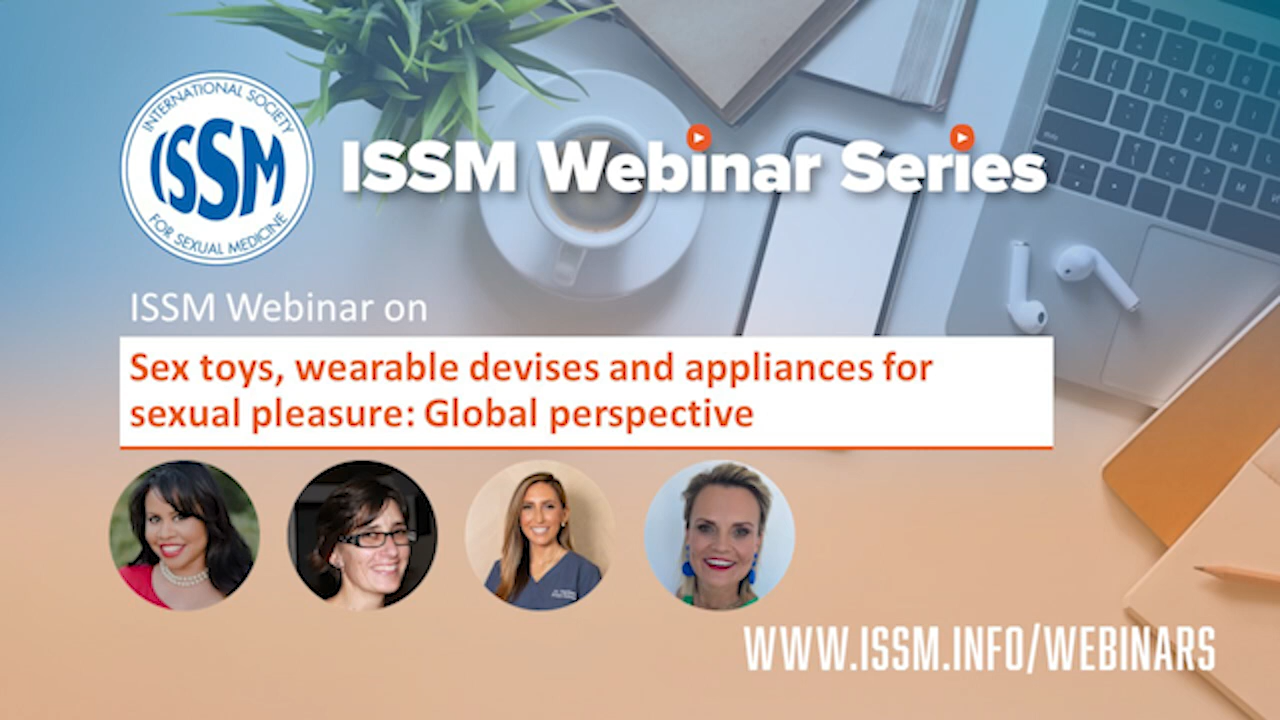 INTERNATIONAL SOCIETY
ISSM
FOR SEXUAL MEDICINE
ISSM Webinar Series
ISSM Webinar on
Sex toys, wearable devises and appliances for
sexual pleasure: Global perspective
WWW.ISSM.INFO/WEBINARS